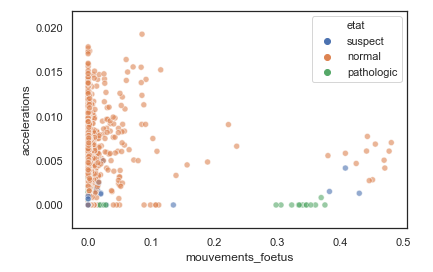 etat
suspect
normal
pathologic
accelerations
0.020
0.015
0.010
0.005
0.000
0.0 0.1 0.2 0.3 0.4 0.5
mouvements_foetus